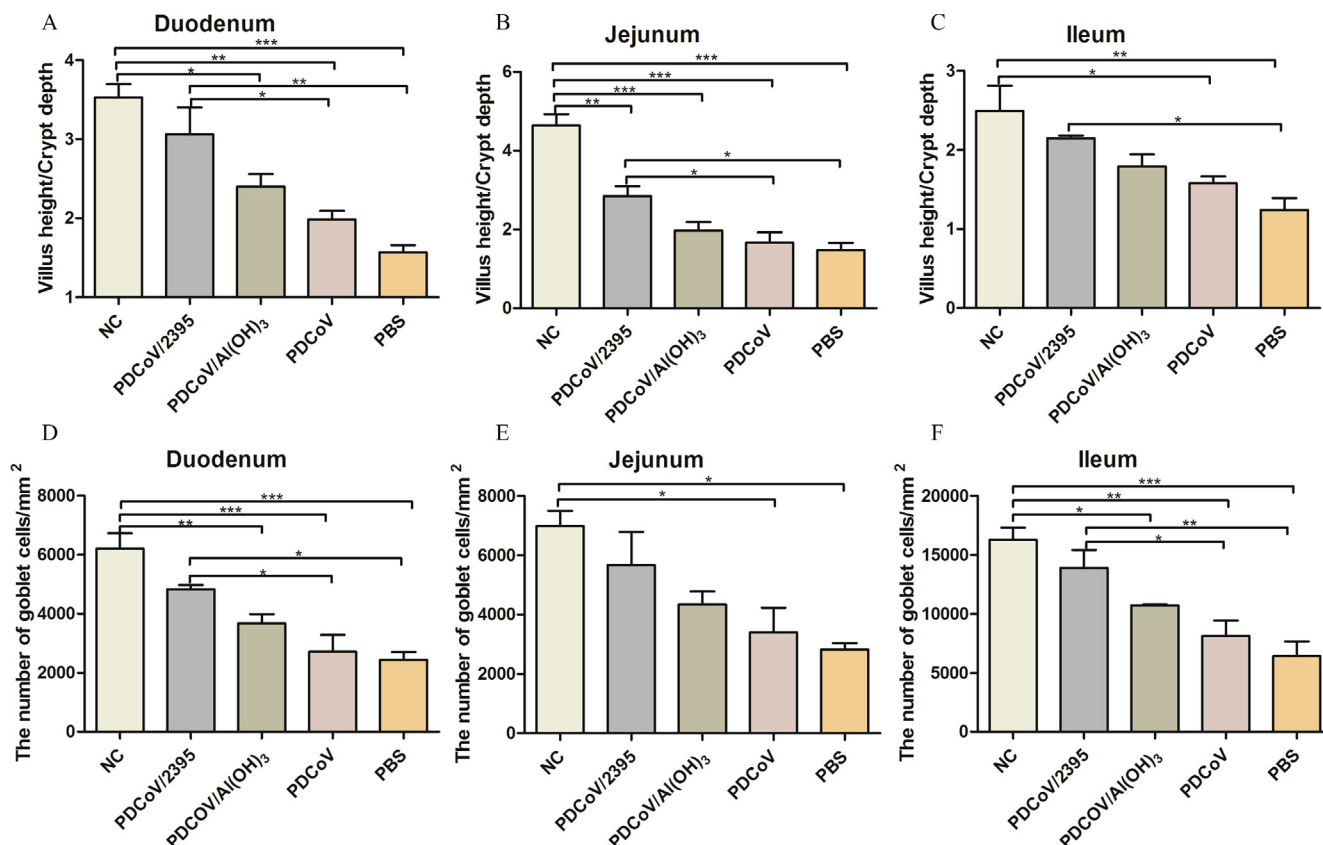 A
Duodenum
Villus height/Crypt depth
4
3
2
1
***
**
*
**
*
NC
PDCoV/2395
PDCoV/Al(OH)3
PDCoV
PBS
B
Jejunum
Villus height/Crypt depth
6
4
2
0
***
***
***
**
*
*
NC
PDCoV/2395
PDCoV/Al(OH)3
PDCoV
PBS
C
Ileum
Villus height/Crypt depth
3
2
1
0
**
*
*
NC
PDCoV/2395
PDCoV/Al(OH)3
PDCoV
PBS
D
Duodenum
The number of goblet cells/mm 2
8000
6000
4000
2000
0
***
***
**
*
*
NC
PDCoV/2395
PDCOV/Al(OH)3
PDCoV
PBS
E
Jejunum
The number of goblet cells/mm 2
8000
6000
4000
2000
0
*
*
NC
PDCoV/2395
PDCoV/Al(OH)3
PDCoV
PBS
F
Ileum
The number of goblet cells/mm 2
20000
15000
10000
5000
0
***
**
*
**
*
NC
PDCoV/2395
PDCOV/Al(OH)3
PDCoV
PBS